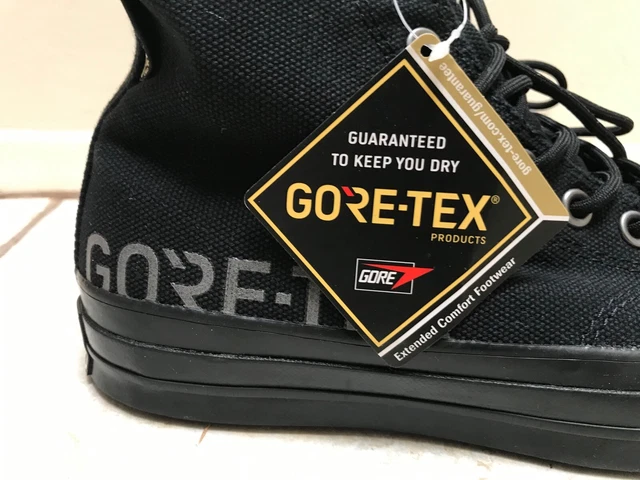 GUARANTEED
TO KEEP YOU DRY
GORE-TEX®
PRODUCTS
GORE
Extended Comfort Footwear
gore-tex.com/guarantee
GORE-T